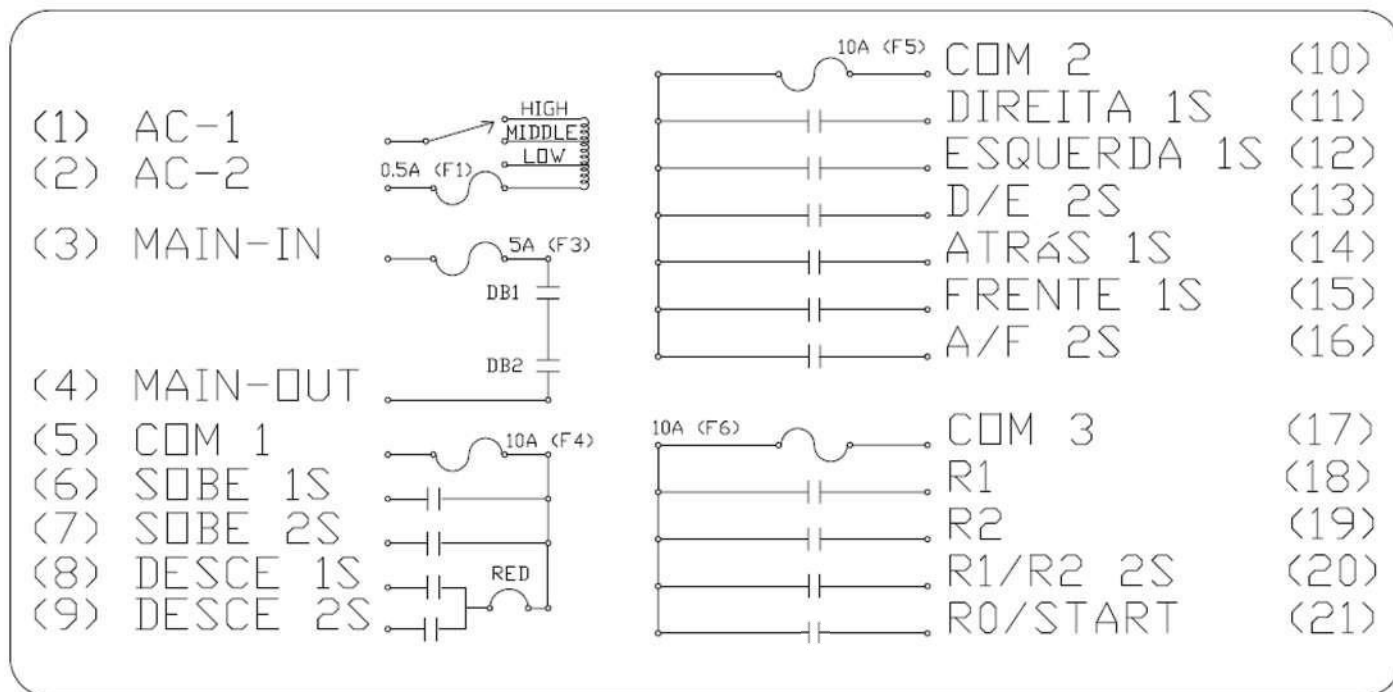 (1) AC-1
(2) AC-2
(3) MAIN-IN
(4) MAIN-OUT
(5) COM 1
(6) SOBE 1S
(7) SOBE 2S
(8) DESCE 1S
(9) DESCE 2S
HIGH
MIDDLE
LOW
0.5A (F1)
5A (F3)
DB1
DB2
10A (F4)
RED
10A (F5)
COM 2 (10)
DIREITA 1S (11)
ESQUERDA 1S (12)
D/E 2S (13)
ATRáS 1S (14)
FRENTE 1S (15)
A/F 2S (16)
10A (F6)
COM 3 (17)
R1 (18)
R2 (19)
R1/R2 2S (20)
R0/START (21)